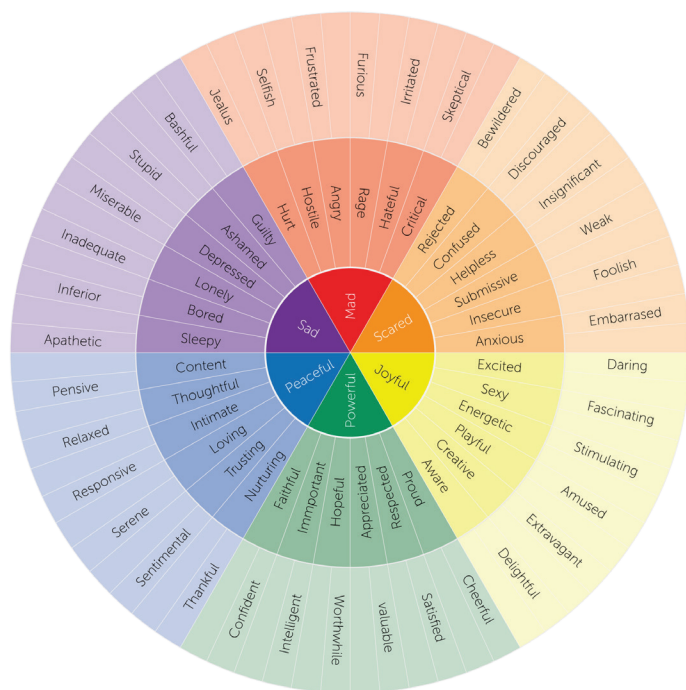 Mad
Scared
Joyful
Powerful
Peaceful
Sad
Hurt
Hostile
Angry
Rage
Hateful
Critical
Rejected
Confused
Helpless
Submissive
Insecure
Anxious
Excited
Sexy
Energetic
Playful
Creative
Aware
Proud
Respected
Appreciated
Hopeful
Immportant
Faithful
Nurturing
Trusting
Loving
Intimate
Thoughtful
Content
Sleepy
Bored
Lonely
Depressed
Ashamed
Guilty
Jealus
Selfish
Frustrated
Furious
Irritated
Skeptical
Bewildered
Discouraged
Insignificant
Weak
Foolish
Embarrased
Daring
Fascinating
Stimulating
Amused
Extravagant
Delightful
Cheerful
Satisfied
valuable
Worthwhile
Intelligent
Confident
Thankful
Sentimental
Serene
Responsive
Relaxed
Pensive
Apathetic
Inferior
Inadequate
Miserable
Stupid
Bashful